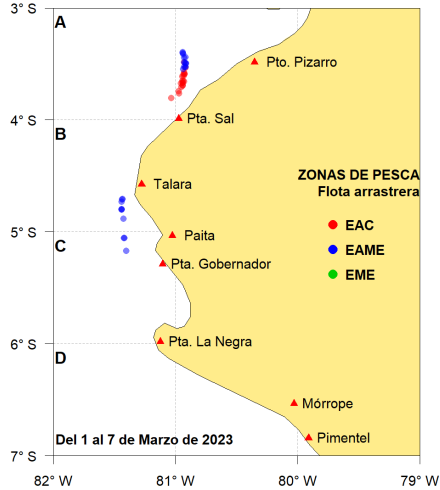 3° S
A
Pto. Pizarro
4° S
Pta. Sal
B
ZONAS DE PESCA
Flota arrastrera
Talara
EAC
5° S
Paita
C
EAME
Pta. Gobernador
EME
6° S
Pta. La Negra
D
Mórrope
Del 1 al 7 de Marzo de 2023
Pimentel
7° S
82° W
81° W
80° W
79° W